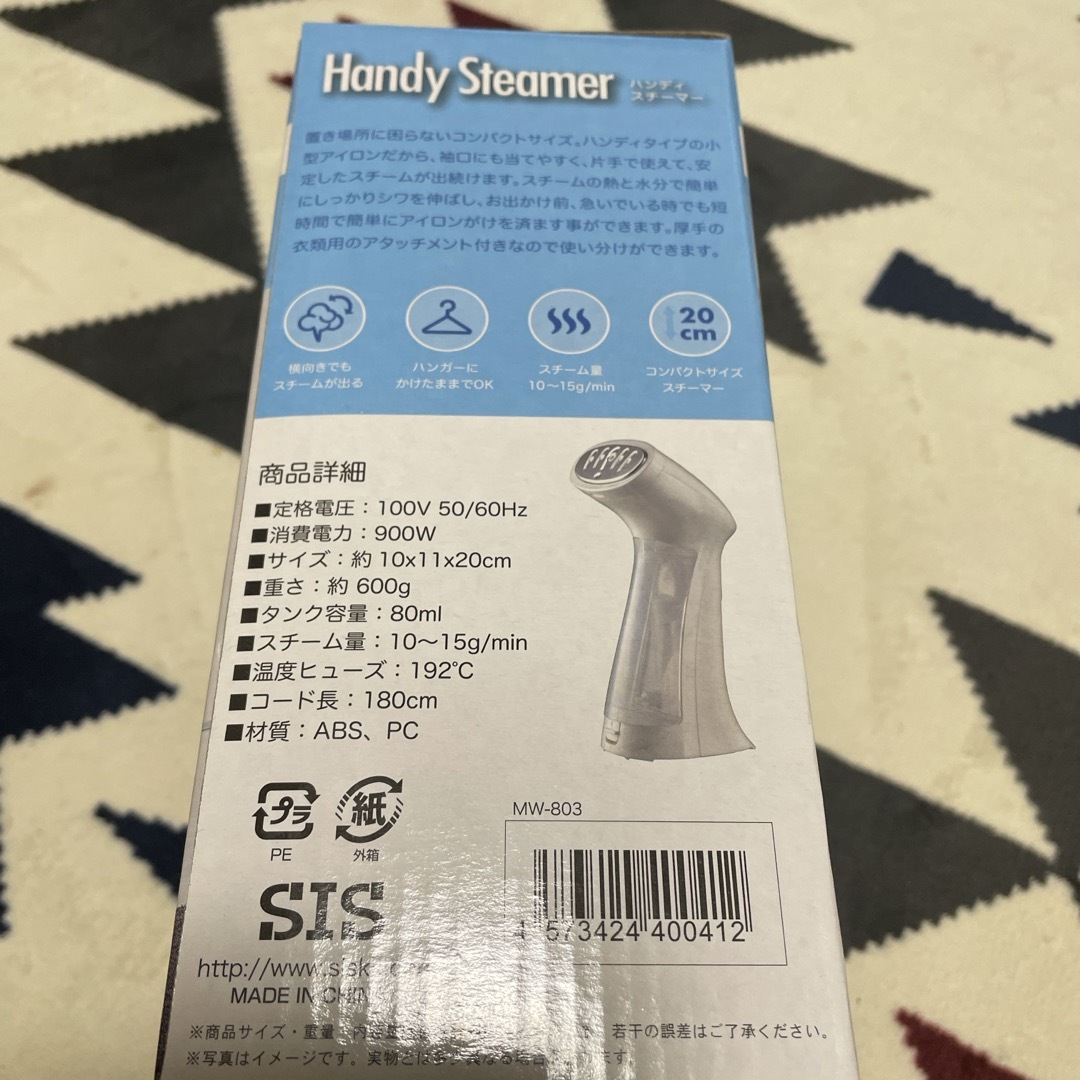 Handy Steamer ハンディ
スチーマー
置き場所に困らないコンパクトサイズ。ハンディタイプの小
型アイロンだから、袖口にも当てやすく、片手で使えて、安
定したスチームが出続けます。スチームの熱と水分で簡単
にしっかりシワを伸ばし、お出かけ前、急いでいる時でも短
時間で簡単にアイロンがけを済ます事ができます。厚手の
衣類用のアタッチメント付きなので使い分けができます。
20
cm
横向きでも
スチームが出る
ハンガーに
かけたままでOK
スチーム量
10〜15g/min
コンパクトサイズ
スチーマー
商品詳細
■定格電圧：100V 50/60Hz
■消費電力：900W
■サイズ：約 10x11x20cm
■重さ：約 600g
■タンク容量：80ml
■スチーム量：10〜15g/min
■温度ヒューズ：192℃
■コード長：180cm
■材質：ABS、PC
プラ
PE
紙
外箱
SIS
MW-803
4 573424 400412
http://www.sisk
MADE IN CHIN
※商品サイズ・重量 内容量 若干の誤差はご了承ください。
※写真はイメージです。実物とは多少異なる場合 ます。